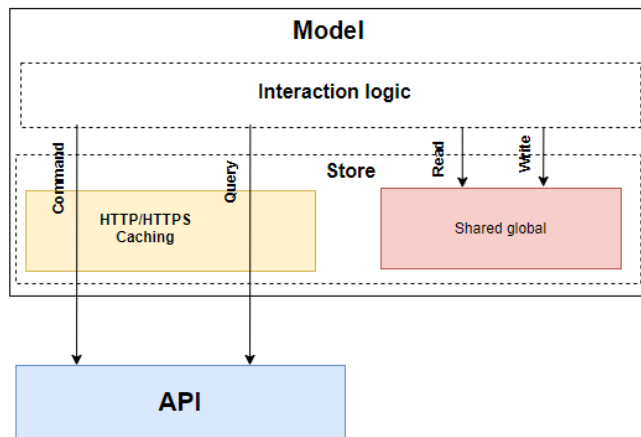 Model
Interaction logic
Command
Query
Read
Write
Store
HTTP/HTTPS
Caching
Shared global
API